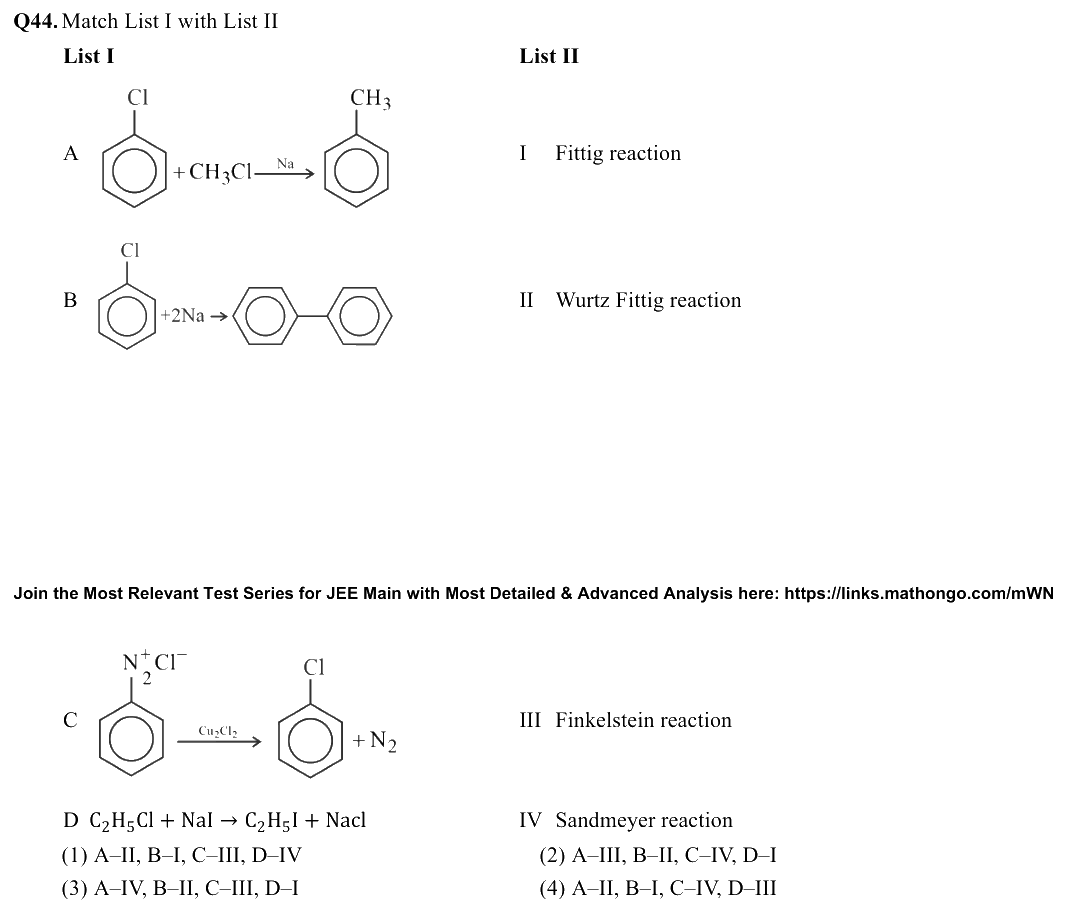 Q44. Match List I with List II
List I List II
Cl CH3
A + CH3Cl Na → I Fittig reaction
Cl
B +2Na → II Wurtz Fittig reaction
Join the Most Relevant Test Series for JEE Main with Most Detailed & Advanced Analysis here: https://links.mathongo.com/mWN
N2+ Cl− Cl
C Cu2Cl2 → + N2 III Finkelstein reaction
D C2H5Cl + NaI → C2H5I + Nacl IV Sandmeyer reaction
(1) A–II, B–I, C–III, D–IV (2) A–III, B–II, C–IV, D–I
(3) A–IV, B–II, C–III, D–I (4) A–II, B–I, C–IV, D–III